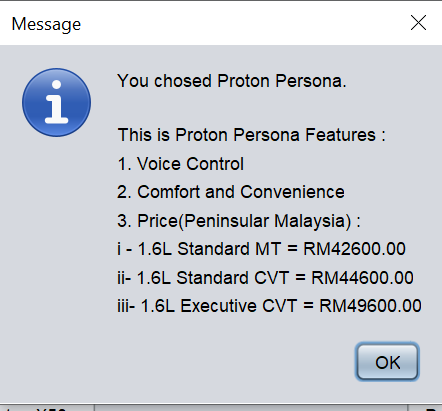 Message
You chosed Proton Persona.
This is Proton Persona Features :
1. Voice Control
2. Comfort and Convenience
3. Price(Peninsular Malaysia) :
i - 1.6L Standard MT = RM42600.00
ii- 1.6L Standard CVT = RM44600.00
iii- 1.6L Executive CVT = RM49600.00
OK